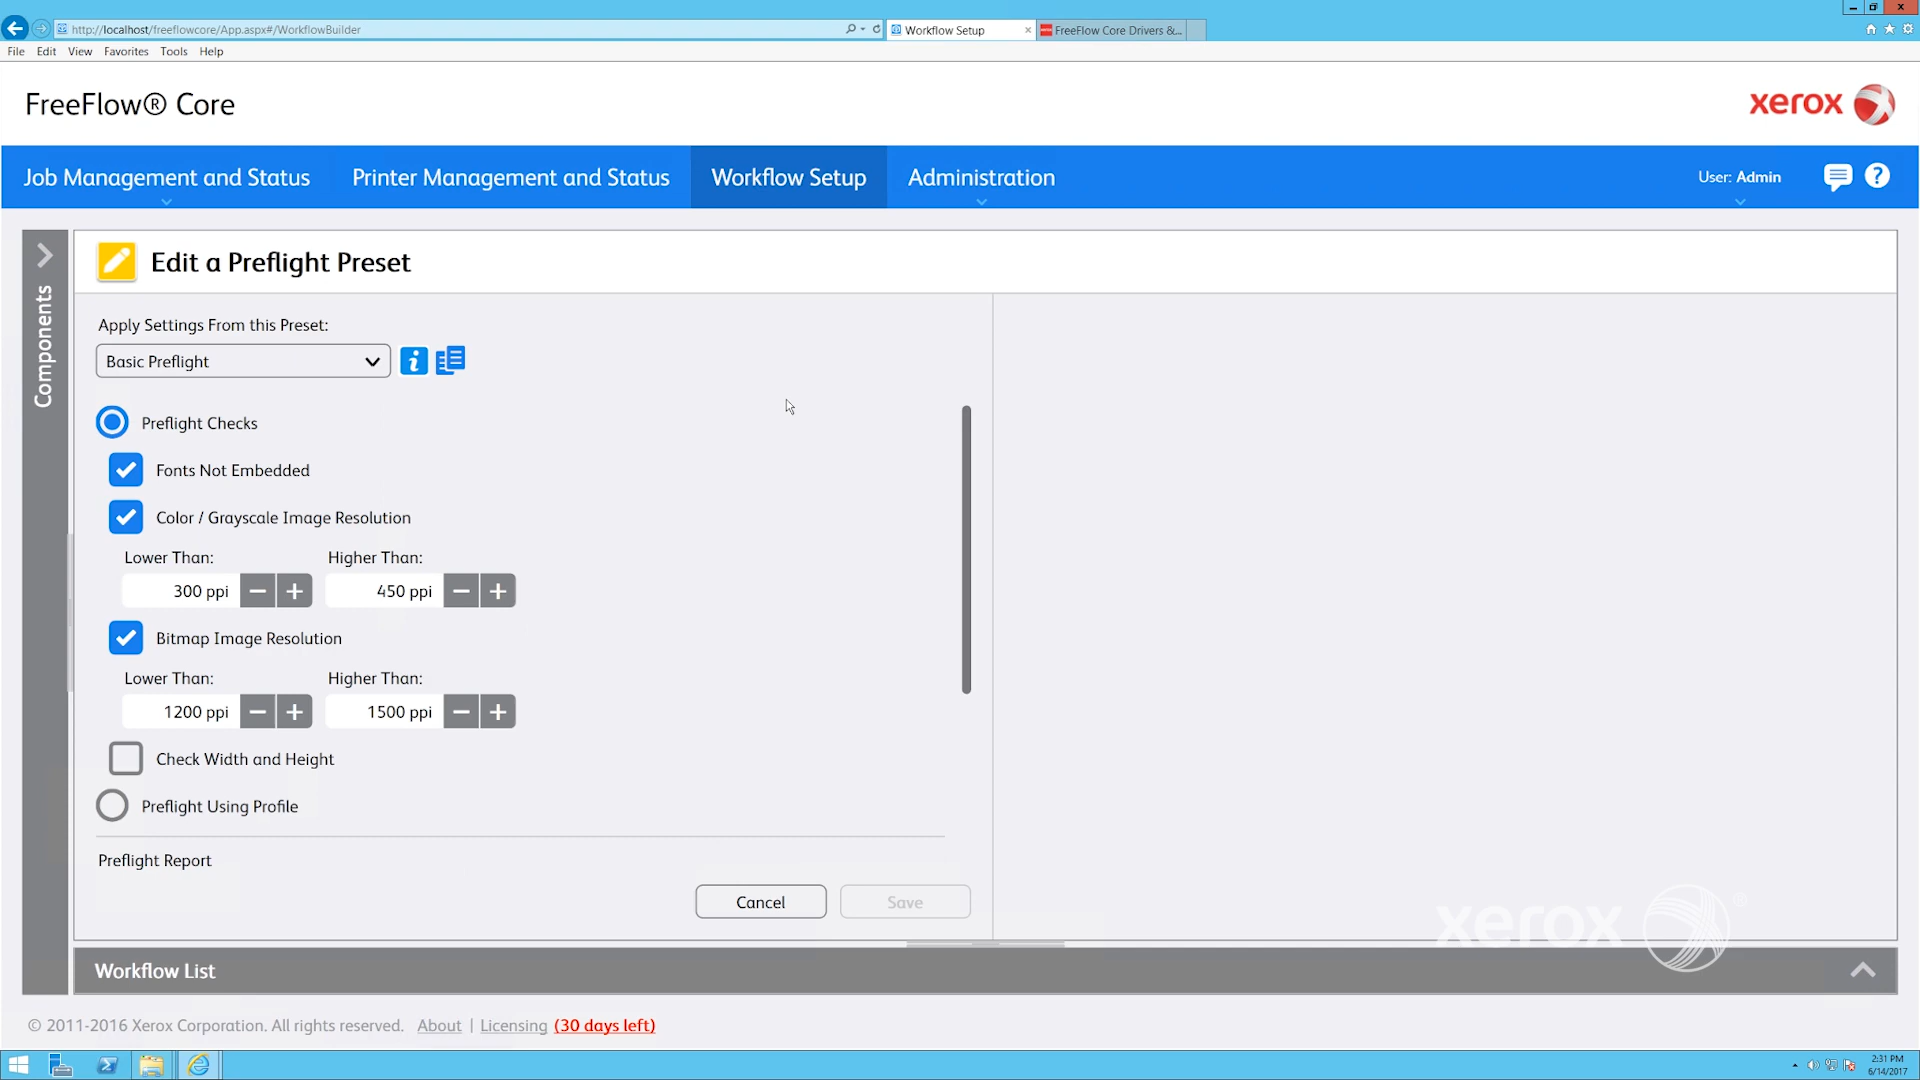 http://localhost/freeflowcore/App.aspx#/WorkflowBuilder
Workflow Setup
FreeFlow Core Drivers &...
File Edit View Favorites Tools Help
FreeFlow® Core
xerox
Job Management and Status
Printer Management and Status
Workflow Setup
Administration
User: Admin
?
Components
Edit a Preflight Preset
Apply Settings From this Preset:
Basic Preflight
i
Preflight Checks
Fonts Not Embedded
Color / Grayscale Image Resolution
Lower Than: Higher Than:
300 ppi 450 ppi
Bitmap Image Resolution
Lower Than: Higher Than:
1200 ppi 1500 ppi
Check Width and Height
Preflight Using Profile
Preflight Report
Cancel Save
xerox ®
Workflow List
© 2011-2016 Xerox Corporation. All rights reserved. About | Licensing (30 days left)
2:31 PM
6/14/2017